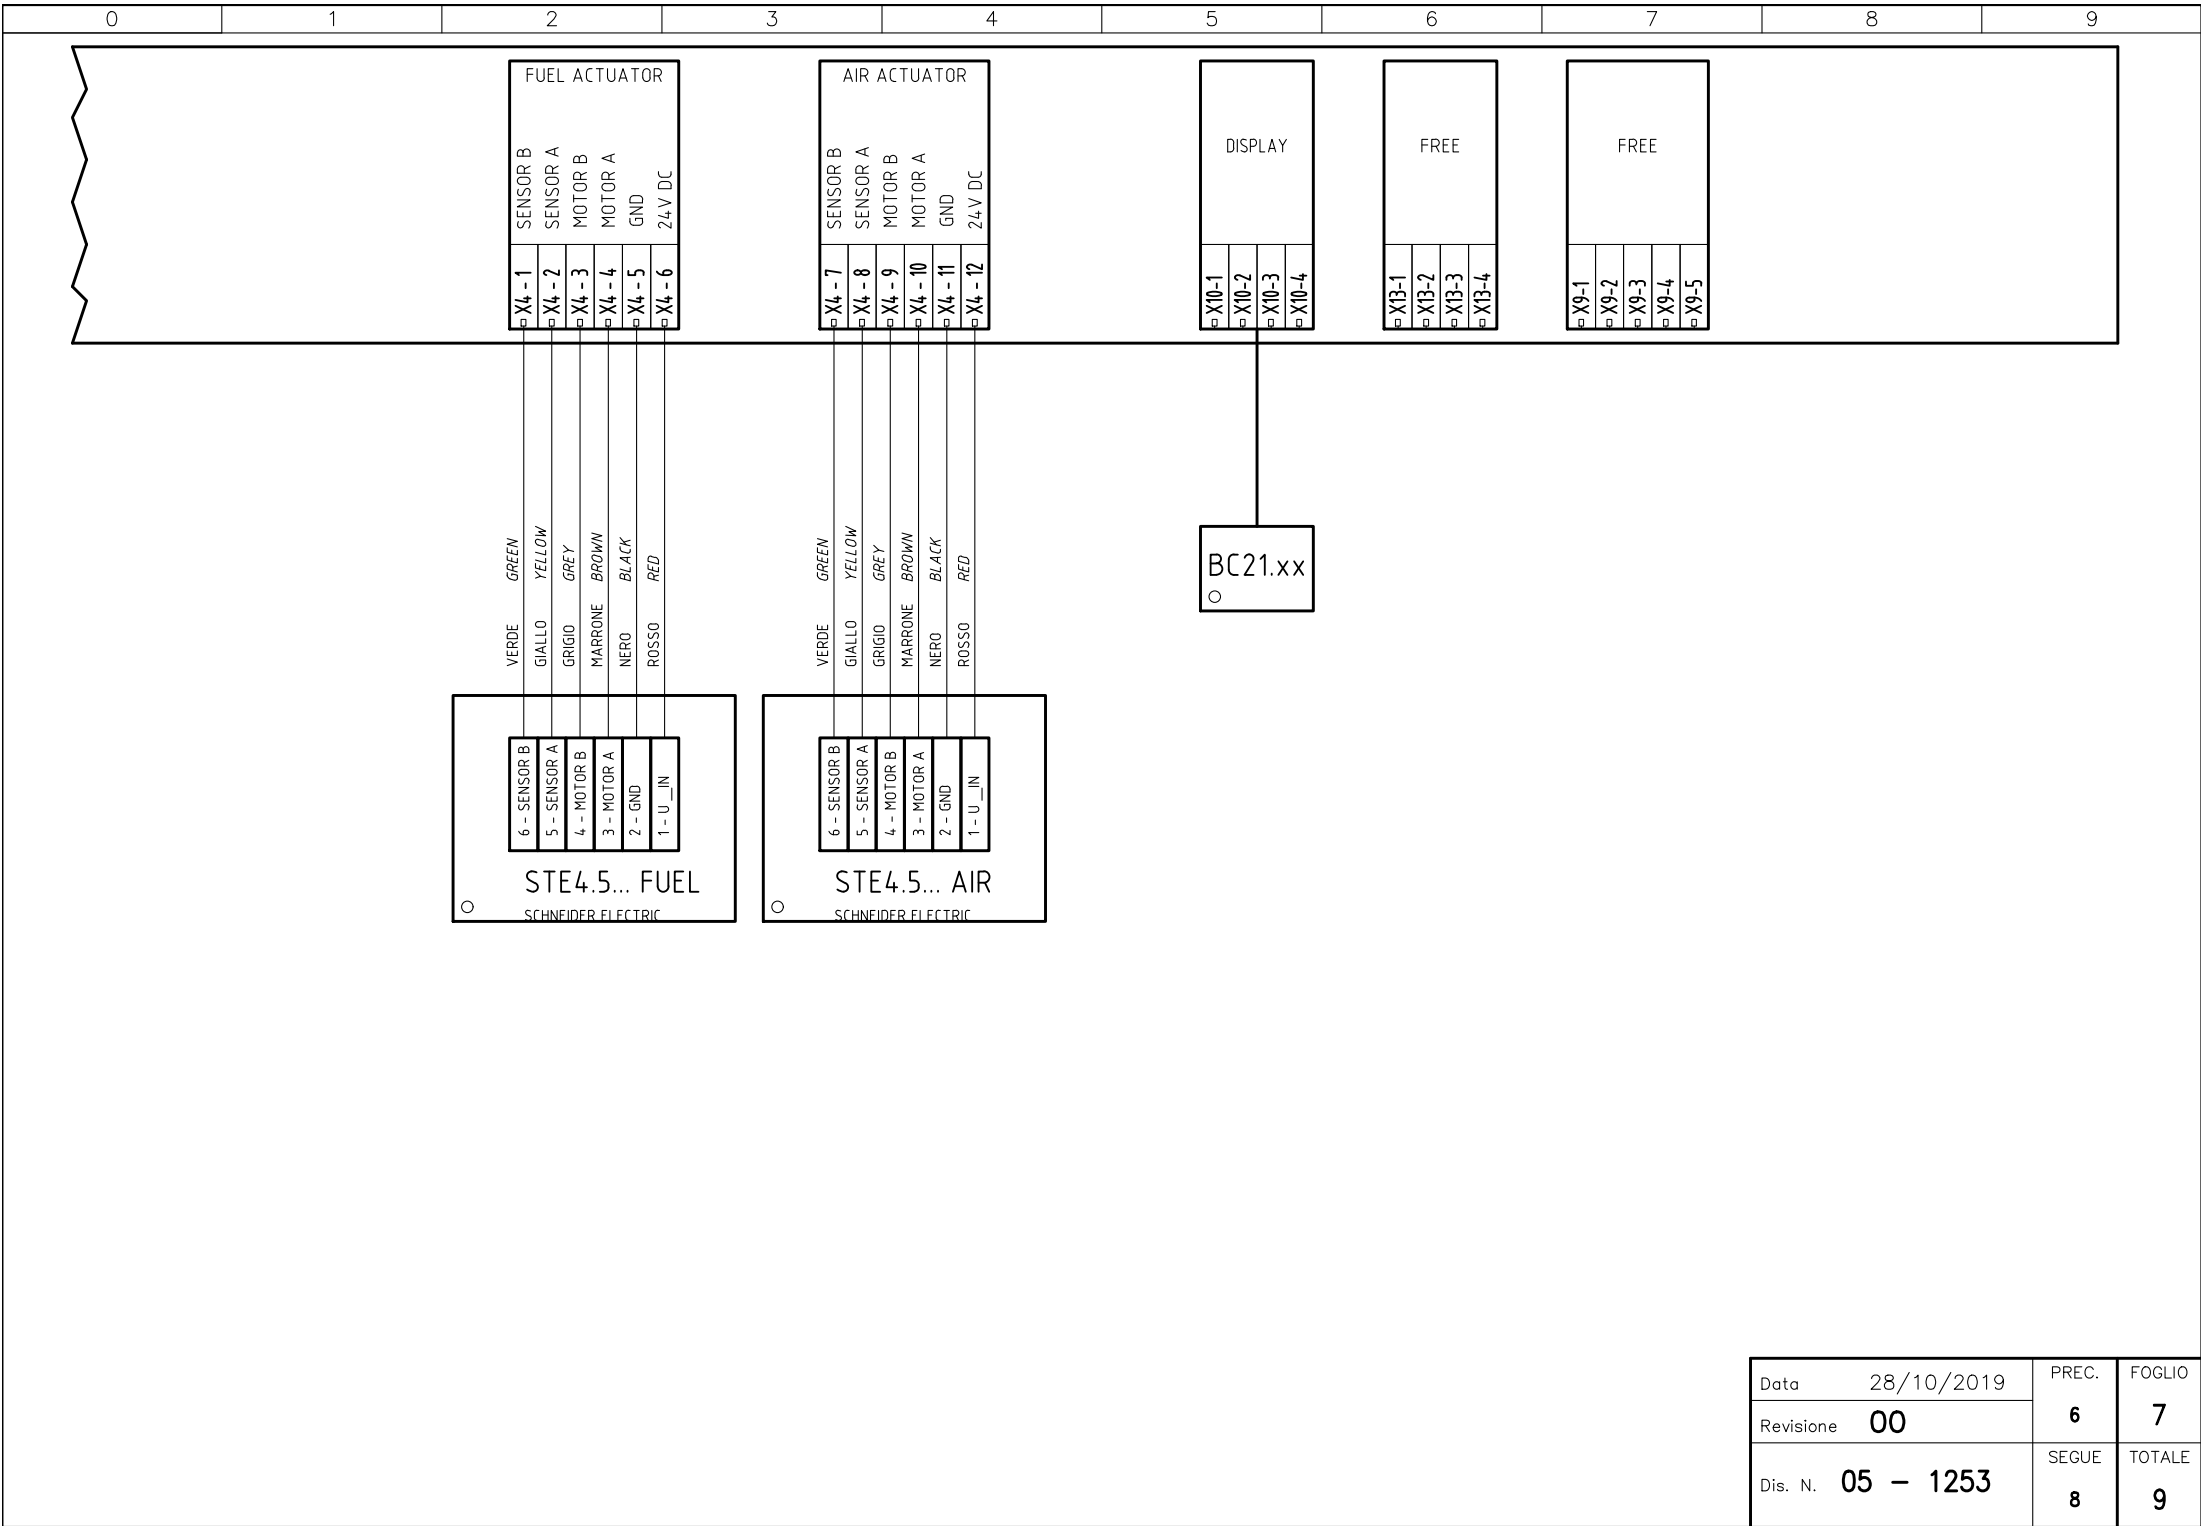 0 1 2 3 4 5 6 7 8 9
FUEL ACTUATOR
SENSOR B
SENSOR A
MOTOR B
MOTOR A
GND
24V DC
X4 - 1
X4 - 2
X4 - 3
X4 - 4
X4 - 5
X4 - 6
AIR ACTUATOR
SENSOR B
SENSOR A
MOTOR B
MOTOR A
GND
24V DC
X4 - 7
X4 - 8
X4 - 9
X4 - 10
X4 - 11
X4 - 12
DISPLAY
X10-1
X10-2
X10-3
X10-4
FREE
X13-1
X13-2
X13-3
X13-4
FREE
X9-1
X9-2
X9-3
X9-4
X9-5
VERDE GREEN
GIALLO YELLOW
GRIGIO GREY
MARRONE BROWN
NERO BLACK
ROSSO RED
VERDE GREEN
GIALLO YELLOW
GRIGIO GREY
MARRONE BROWN
NERO BLACK
ROSSO RED
BC21.xx
6 - SENSOR B
5 - SENSOR A
4 - MOTOR B
3 - MOTOR A
2 - GND
1 - U_IN
STE4.5... FUEL
SCHNEIDER ELECTRIC
6 - SENSOR B
5 - SENSOR A
4 - MOTOR B
3 - MOTOR A
2 - GND
1 - U_IN
STE4.5... AIR
SCHNEIDER ELECTRIC
Data 28/10/2019
Revisione 00
Dis. N. 05 - 1253
PREC.
6
FOGLIO
7
SEGUE
8
TOTALE
9